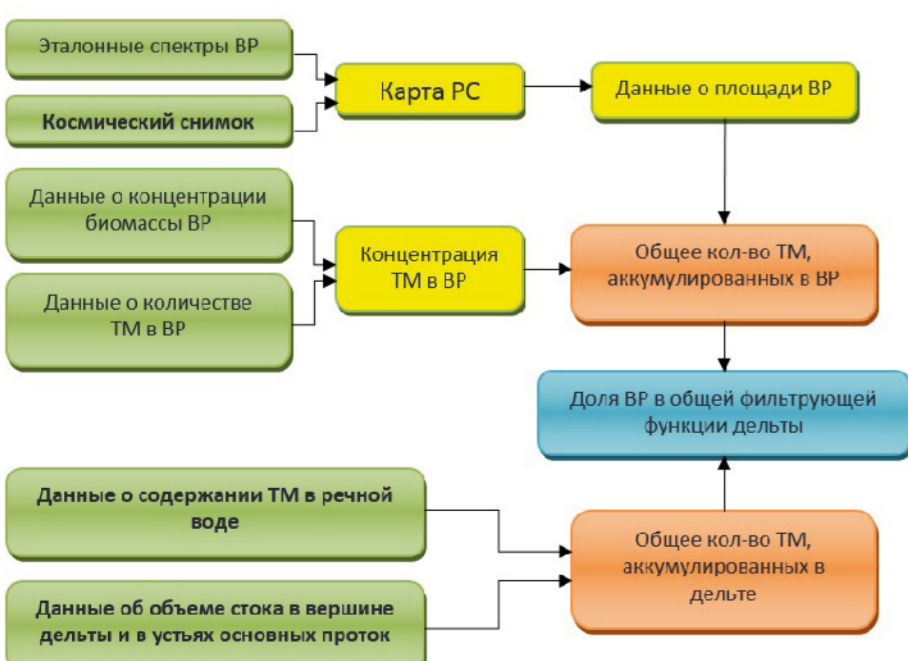 Эталонные спектры ВР
Космический снимок
Карта РС
Данные о площади ВР
Данные о концентрации
биомассы ВР
Данные о количестве
ТМ в ВР
Концентрация
ТМ в ВР
Общее кол-во ТМ,
аккумулированных в ВР
Доля ВР в общей фильтрующей
функции дельты
Данные о содержании ТМ в речной
воде
Данные об объеме стока в вершине
дельты и в устьях основных проток
Общее кол-во ТМ,
аккумулированных в
дельте